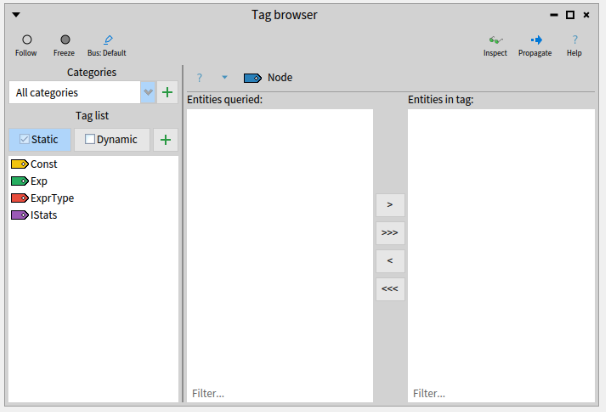 Tag browser
Follow Freeze Bus: Default Inspect Propagate ? Help
Categories
All categories +
Tag list
Static Dynamic +
Const
Exp
ExprType
IStats
? Node
Entities queried: Entities in tag:
>
>>>
<
<<<
Filter... Filter...